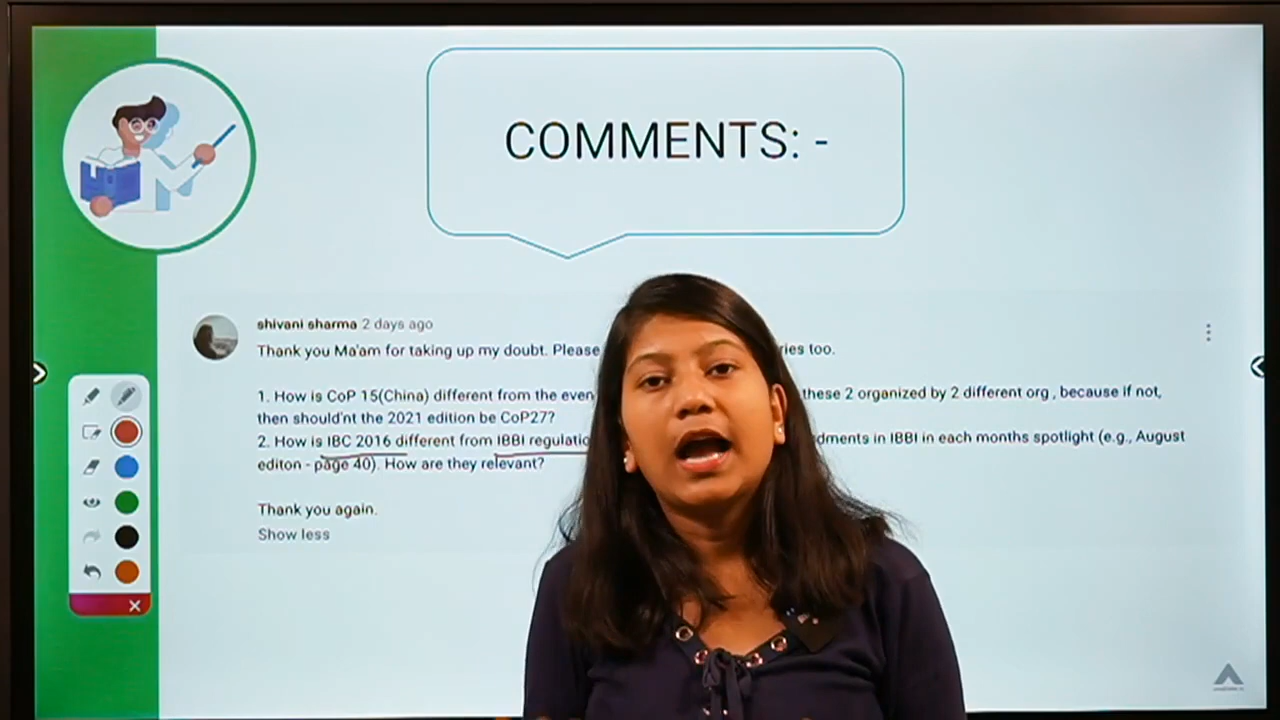 COMMENTS: -
shivani sharma 2 days ago
Thank you Ma'am for taking up my doubt. Please ries too.
1. How is CoP 15(China) different from the even these 2 organized by 2 different org , because if not,
then should'nt the 2021 edition be CoP27?
2. How is IBC 2016 different from IBBI regulatio dments in IBBI in each months spotlight (e.g., August
editon - page 40). How are they relevant?
Thank you again.
Show less